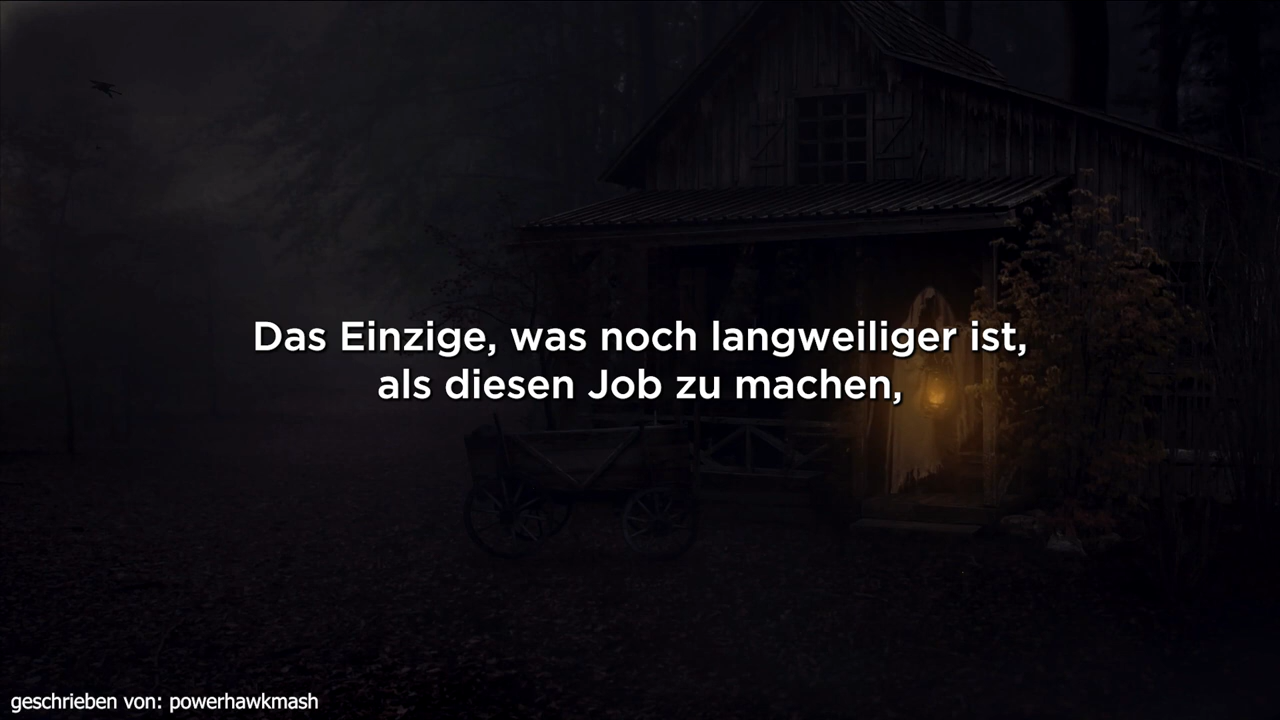 Das Einzige, was noch langweiliger ist,
als diesen Job zu machen,
geschrieben von: powerhawkmash